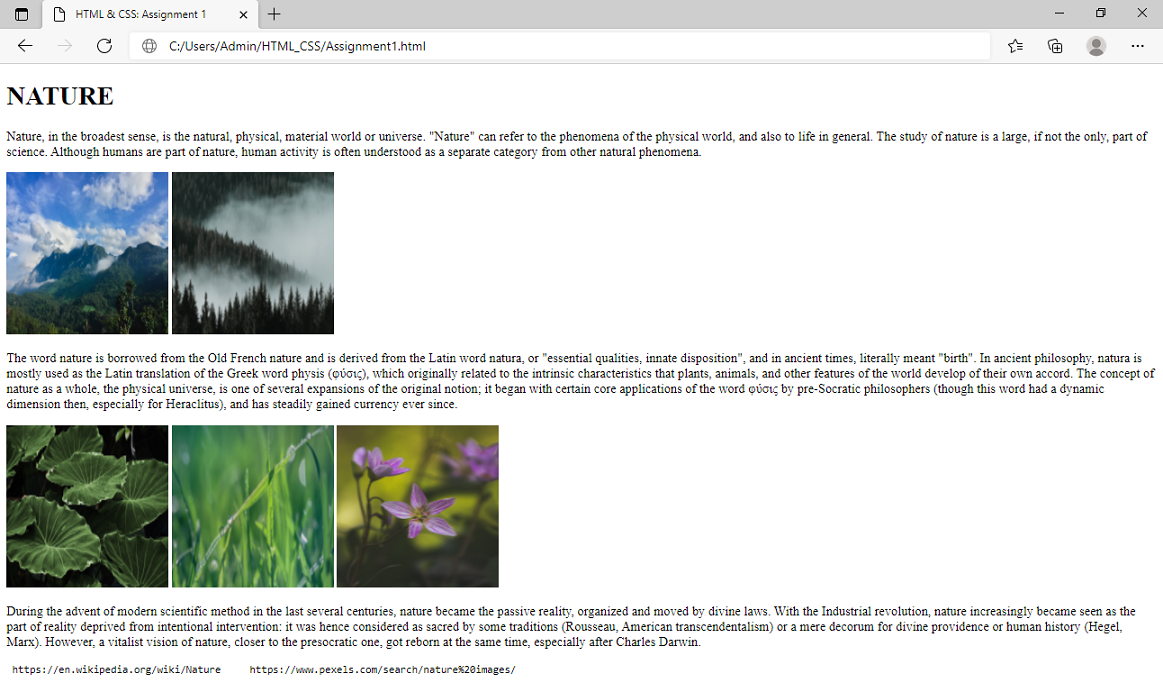 HTML & CSS: Assignment 1
C:/Users/Admin/HTML_CSS/Assignment1.html
NATURE
Nature, in the broadest sense, is the natural, physical, material world or universe. "Nature" can refer to the phenomena of the physical world, and also to life in general. The study of nature is a large, if not the only, part of
science. Although humans are part of nature, human activity is often understood as a separate category from other natural phenomena.
The word nature is borrowed from the Old French nature and is derived from the Latin word natura, or "essential qualities, innate disposition", and in ancient times, literally meant "birth". In ancient philosophy, natura is
mostly used as the Latin translation of the Greek word physis (φύσις), which originally related to the intrinsic characteristics that plants, animals, and other features of the world develop of their own accord. The concept of
nature as a whole, the physical universe, is one of several expansions of the original notion; it began with certain core applications of the word φύσις by pre-Socratic philosophers (though this word had a dynamic
dimension then, especially for Heraclitus), and has steadily gained currency ever since.
During the advent of modern scientific method in the last several centuries, nature became the passive reality, organized and moved by divine laws. With the Industrial revolution, nature increasingly became seen as the
part of reality deprived from intentional intervention: it was hence considered as sacred by some traditions (Rousseau, American transcendentalism) or a mere decorum for divine providence or human history (Hegel,
Marx). However, a vitalist vision of nature, closer to the presocratic one, got reborn at the same time, especially after Charles Darwin.
https://en.wikipedia.org/wiki/Nature https://www.pexels.com/search/nature%20images/